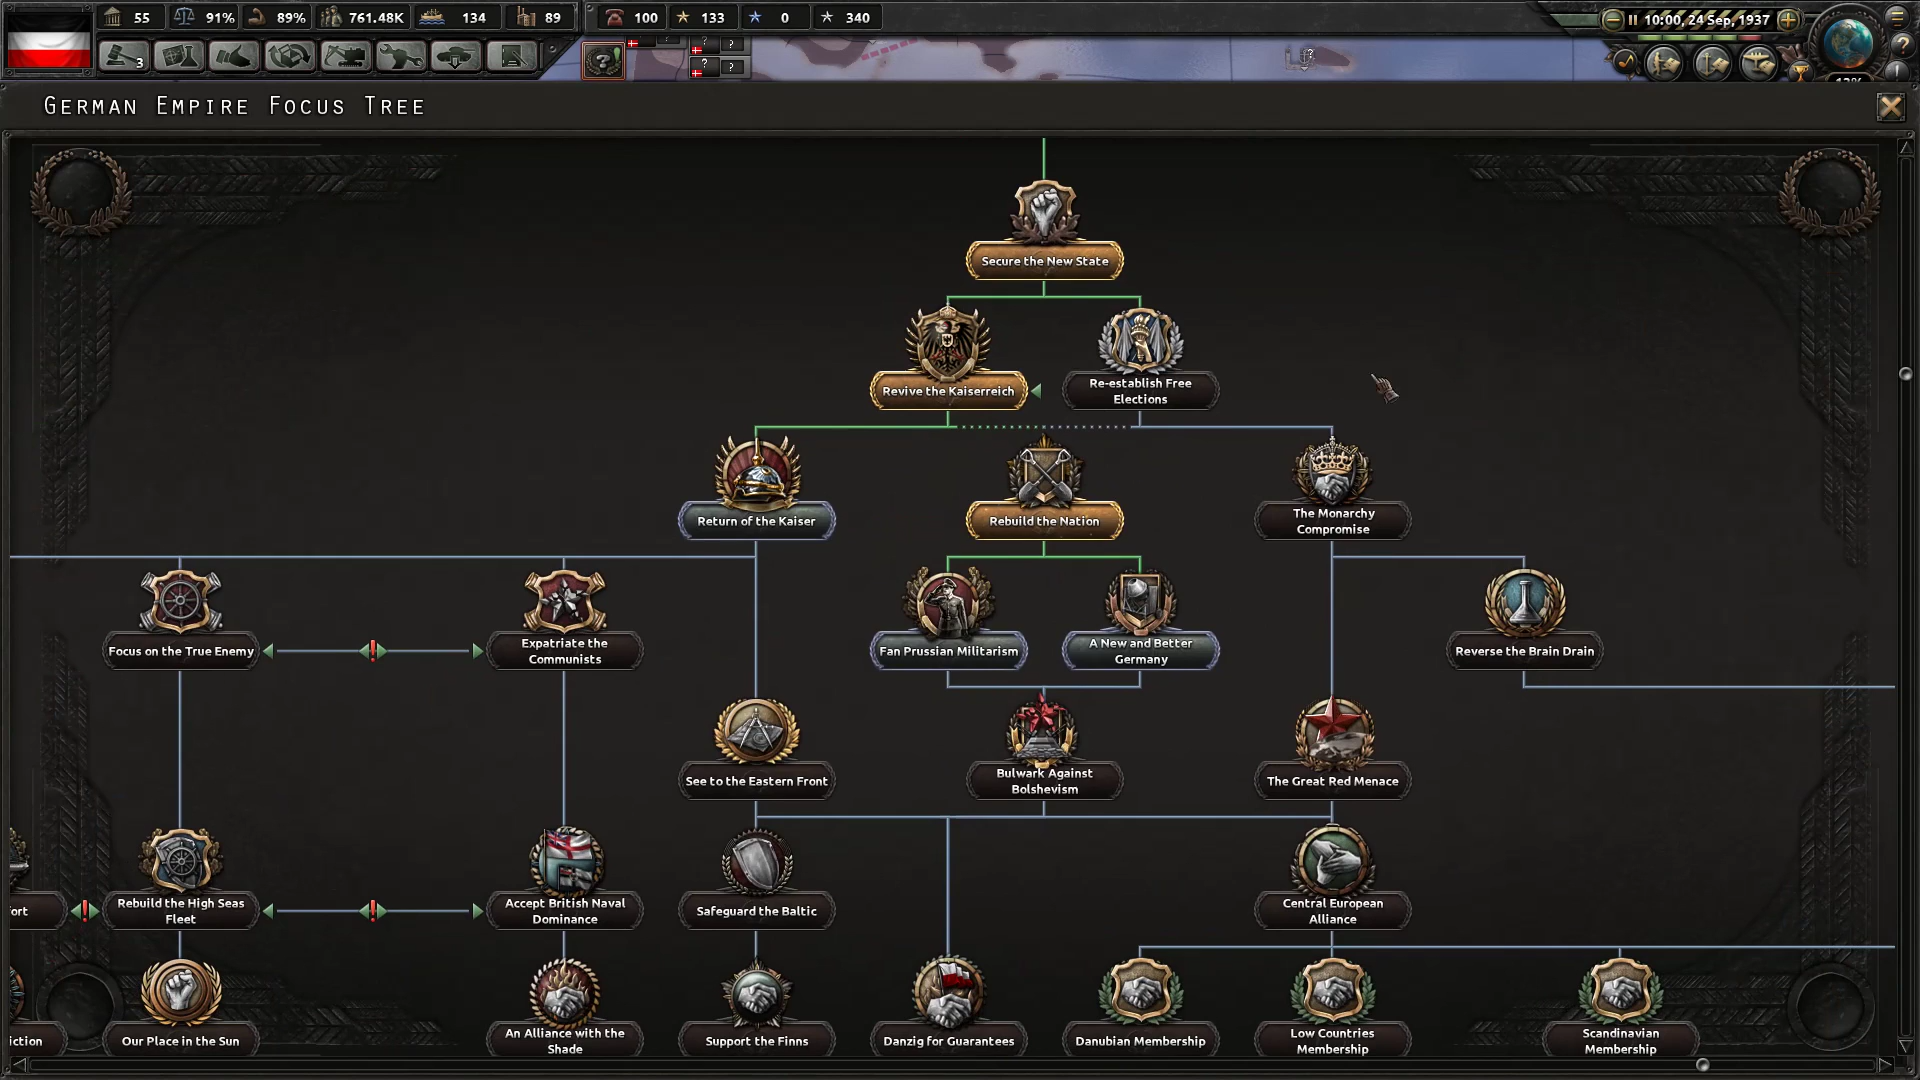 55
91%
89%
761.48K
134
89
100
133
0
340
10:00, 24 Sep, 1937
3
?
?
?
?
?
?
?
GERMAN EMPIRE FOCUS TREE
Secure the New State
Revive the Kaiserreich
Re-establish Free
Elections
Return of the Kaiser
Rebuild the Nation
The Monarchy
Compromise
Focus on the True Enemy
Expatriate the
Communists
Fan Prussian Militarism
A New and Better
Germany
Reverse the Brain Drain
See to the Eastern Front
Bulwark Against
Bolshevism
The Great Red Menace
ort
Rebuild the High Seas
Fleet
Accept British Naval
Dominance
Safeguard the Baltic
Central European
Alliance
iction
Our Place in the Sun
An Alliance with the
Shade
Support the Finns
Danzig for Guarantees
Danubian Membership
Low Countries
Membership
Scandinavian
Membership